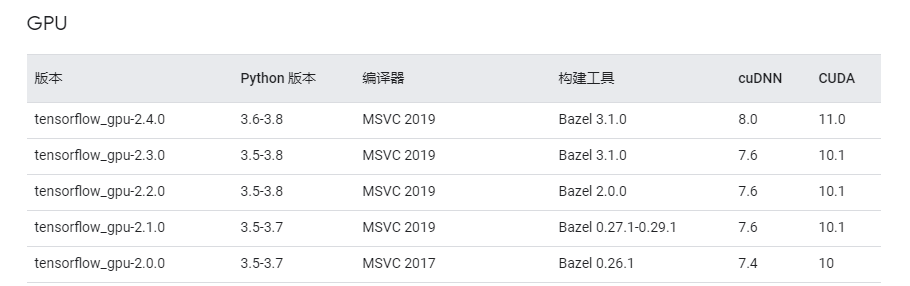 GPU
版本 Python 版本 编译器 构建工具 cuDNN CUDA
tensorflow_gpu-2.4.0 3.6-3.8 MSVC 2019 Bazel 3.1.0 8.0 11.0
tensorflow_gpu-2.3.0 3.5-3.8 MSVC 2019 Bazel 3.1.0 7.6 10.1
tensorflow_gpu-2.2.0 3.5-3.8 MSVC 2019 Bazel 2.0.0 7.6 10.1
tensorflow_gpu-2.1.0 3.5-3.7 MSVC 2019 Bazel 0.27.1-0.29.1 7.6 10.1
tensorflow_gpu-2.0.0 3.5-3.7 MSVC 2017 Bazel 0.26.1 7.4 10